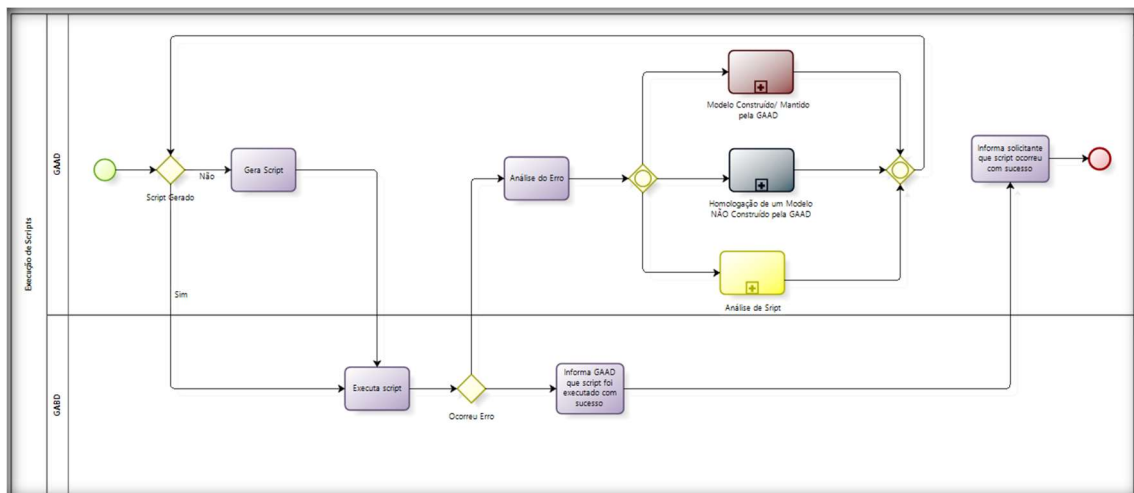 Execução de Scripts
GAAD
Script Gerado
Não
Sim
Gera Script
Análise do Erro
Modelo Construído/ Mantido
pela GAAD
Homologação de um Modelo
NÃO Construído pela GAAD
Análise de Sript
Informa solicitante
que script ocorreu
com sucesso
GABD
Executa script
Ocorreu Erro
Informa GAAD
que script foi
executado com
sucesso